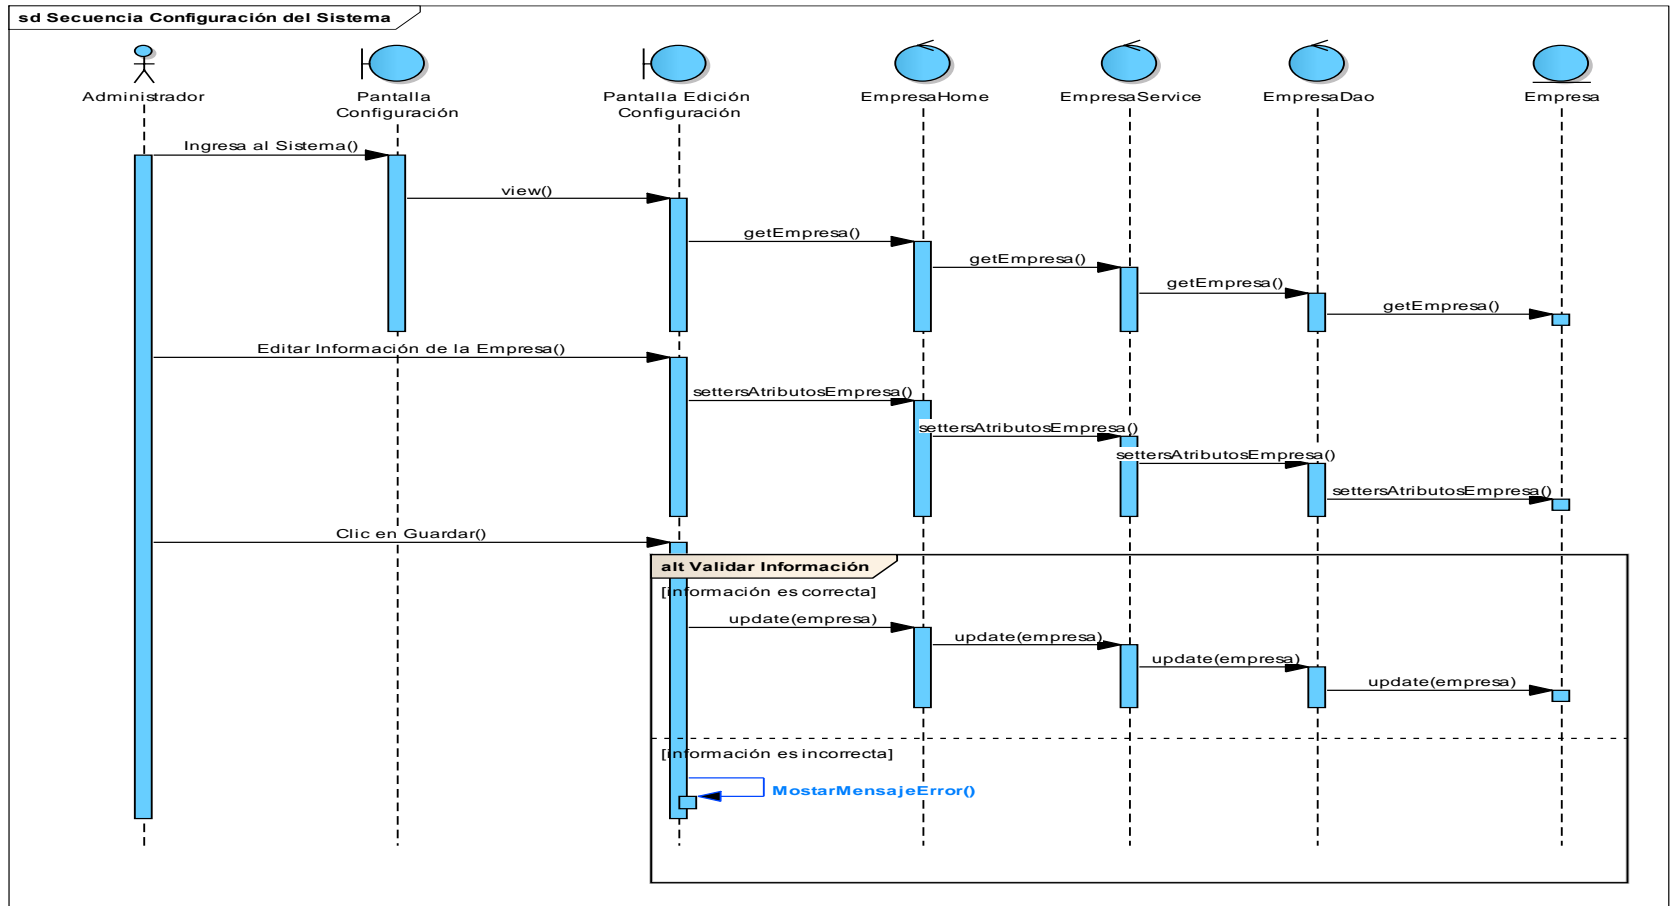 sd Secuencia Configuración del Sistema
Administrador
Pantalla
Configuración
Pantalla Edición
Configuración
EmpresaHome
EmpresaService
EmpresaDao
Empresa
Ingresa al Sistema()
view()
getEmpresa()
getEmpresa()
getEmpresa()
getEmpresa()
Editar Información de la Empresa()
settersAtributosEmpresa()
settersAtributosEmpresa()
settersAtributosEmpresa()
settersAtributosEmpresa()
Clic en Guardar()
alt Validar Información
[información es correcta]
update(empresa)
update(empresa)
update(empresa)
update(empresa)
[información es incorrecta]
MostarMensajeError()